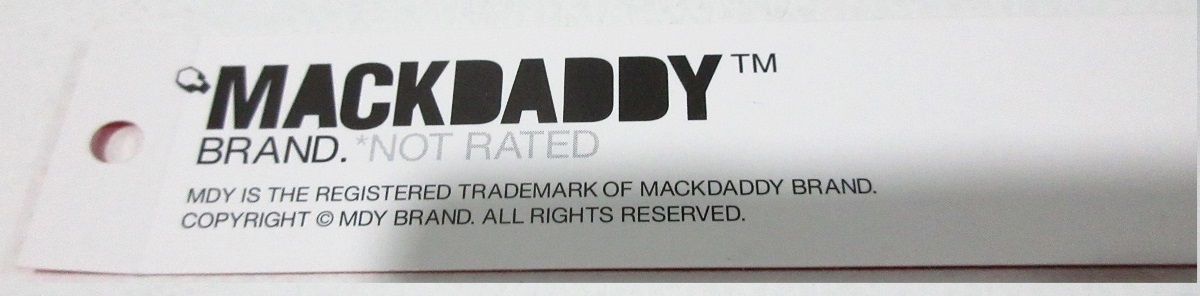 MACKDADDY™
BRAND. *NOT RATED
MDY IS THE REGISTERED TRADEMARK OF MACKDADDY BRAND.
COPYRIGHT © MDY BRAND. ALL RIGHTS RESERVED.